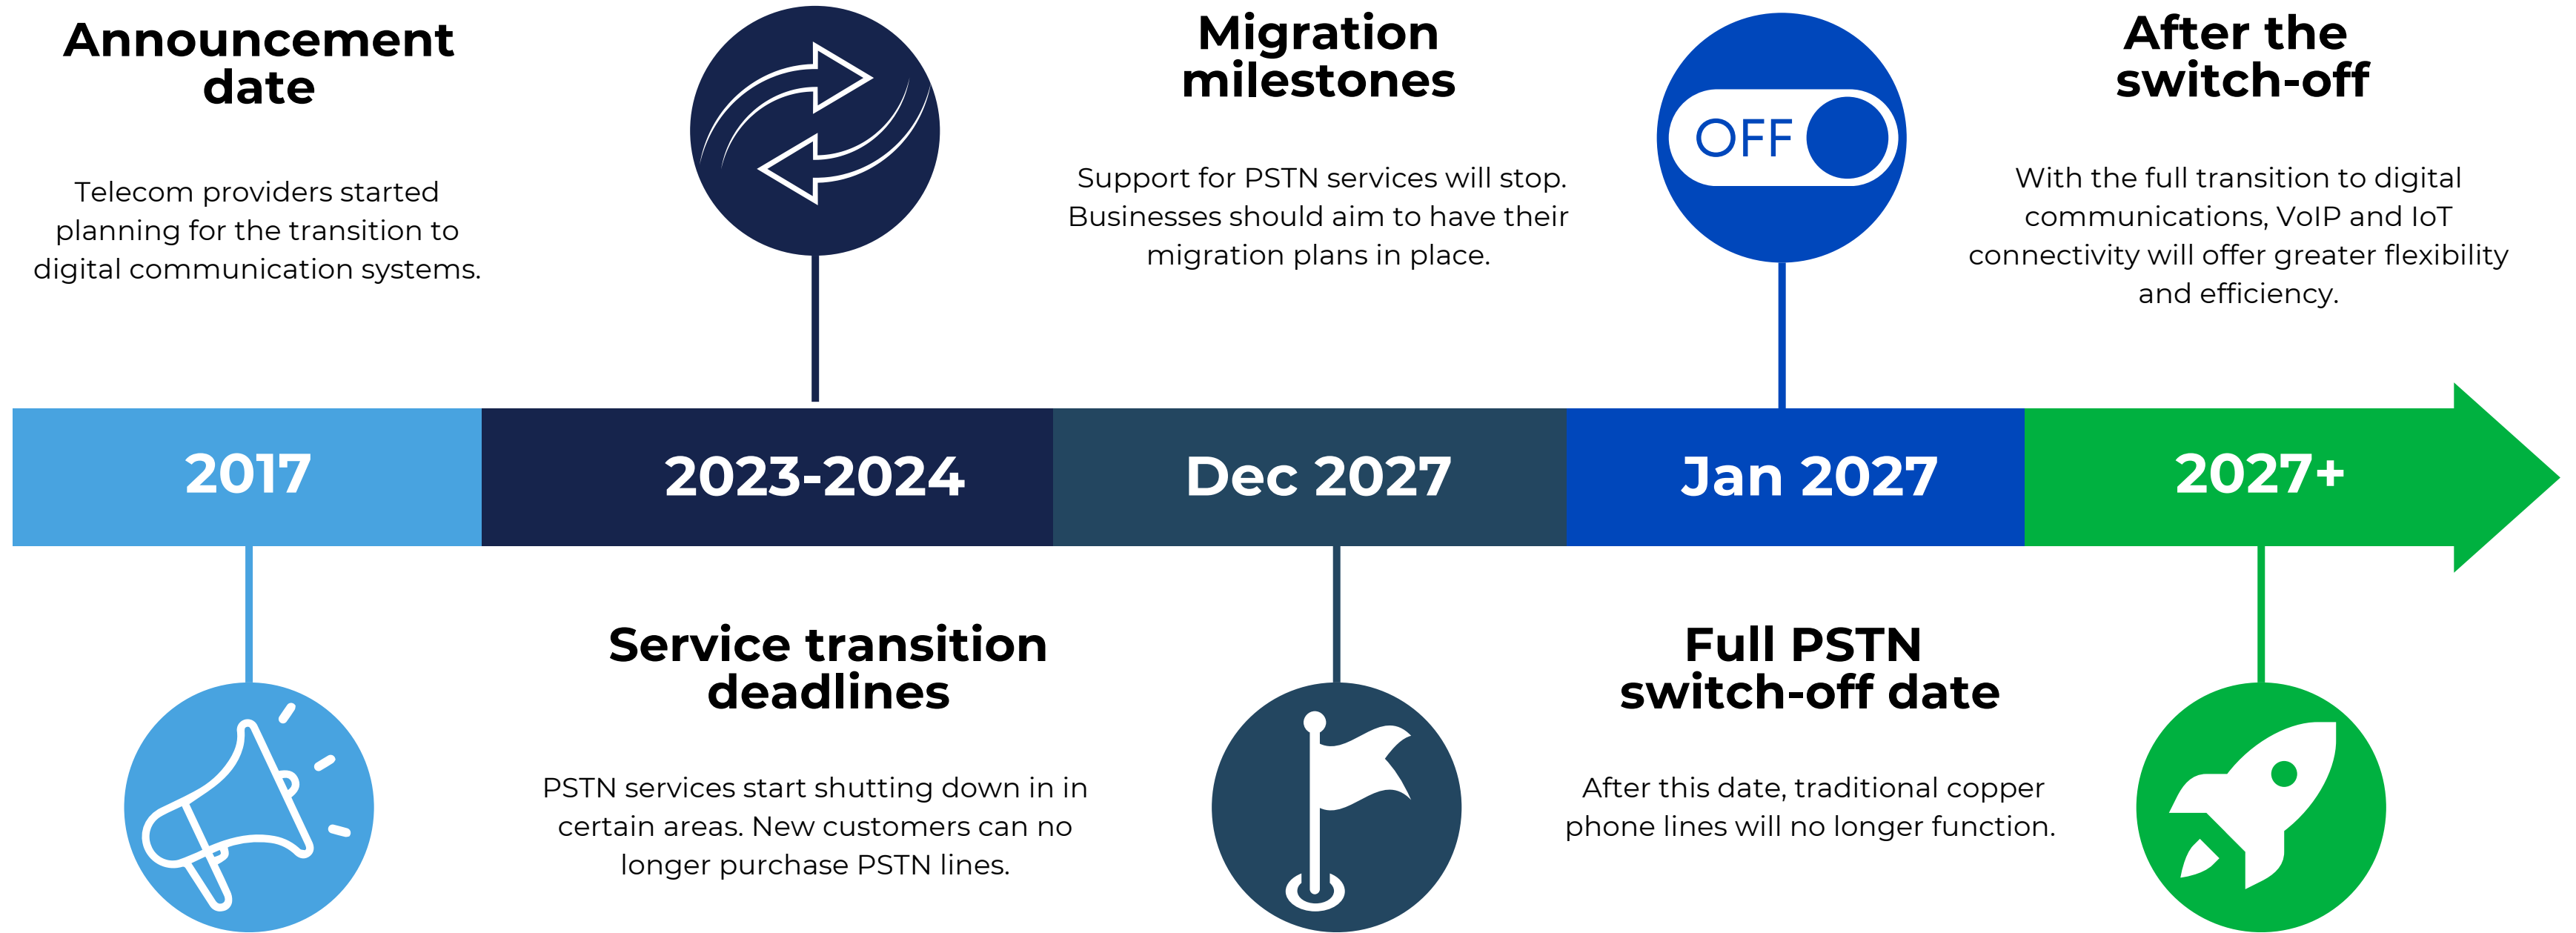 Announcement
date
Telecom providers started
planning for the transition to
digital communication systems.
2017
2023-2024
Service transition
deadlines
PSTN services start shutting down in in
certain areas. New customers can no
longer purchase PSTN lines.
Migration
milestones
Support for PSTN services will stop.
Businesses should aim to have their
migration plans in place.
Dec 2027
OFF
Jan 2027
Full PSTN
switch-off date
After this date, traditional copper
phone lines will no longer function.
After the
switch-off
With the full transition to digital
communications, VoIP and IoT
connectivity will offer greater flexibility
and efficiency.
2027+